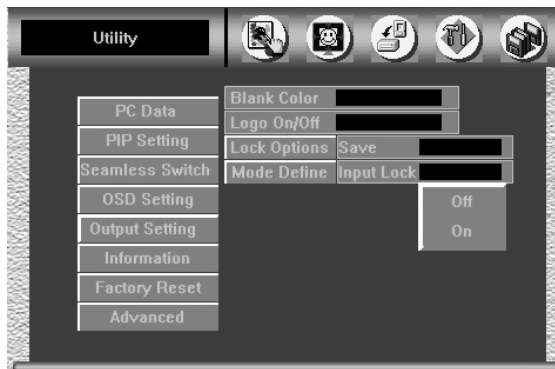 Utility
PC Data
PIP Setting
Seamless Switch
OSD Setting
Output Setting
Information
Factory Reset
Advanced
Blank Color
Logo On/Off
Lock Options Save
Mode Define Input Lock
Off
On